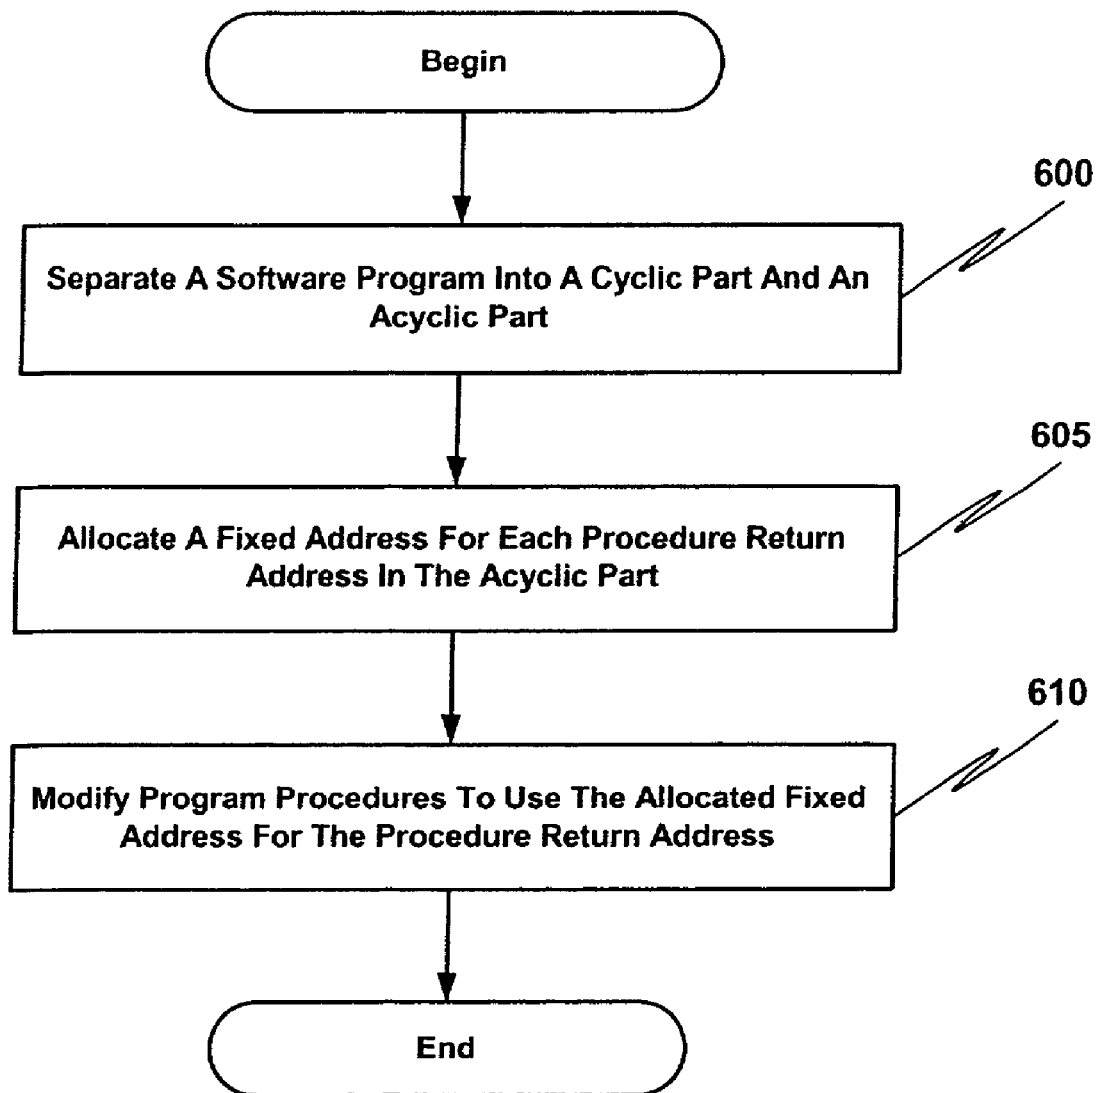 Begin
600
Separate A Software Program Into A Cyclic Part And An
Acyclic Part
605
Allocate A Fixed Address For Each Procedure Return
Address In The Acyclic Part
610
Modify Program Procedures To Use The Allocated Fixed
Address For The Procedure Return Address
End